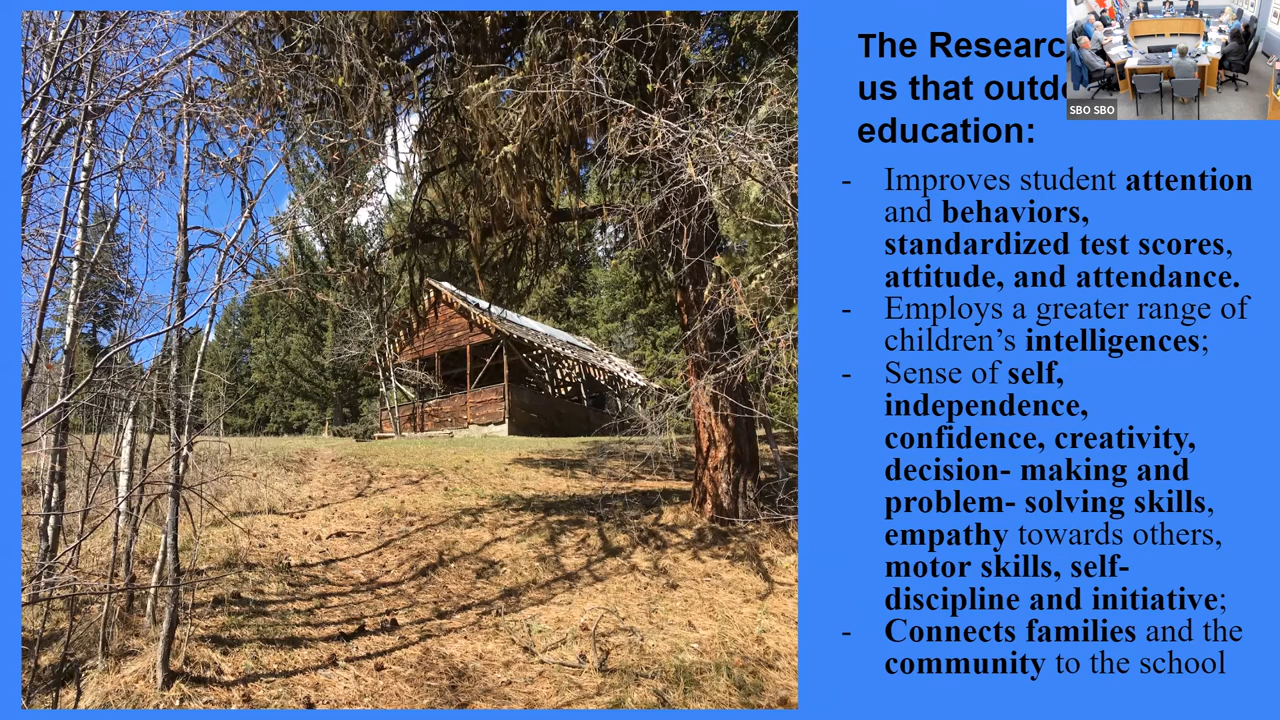 The Researc
us that outd
education:
SBO SBO
- Improves student attention
and behaviors,
standardized test scores,
attitude, and attendance.
- Employs a greater range of
children’s intelligences;
- Sense of self,
independence,
confidence, creativity,
decision- making and
problem- solving skills,
empathy towards others,
motor skills, self-
discipline and initiative;
- Connects families and the
community to the school